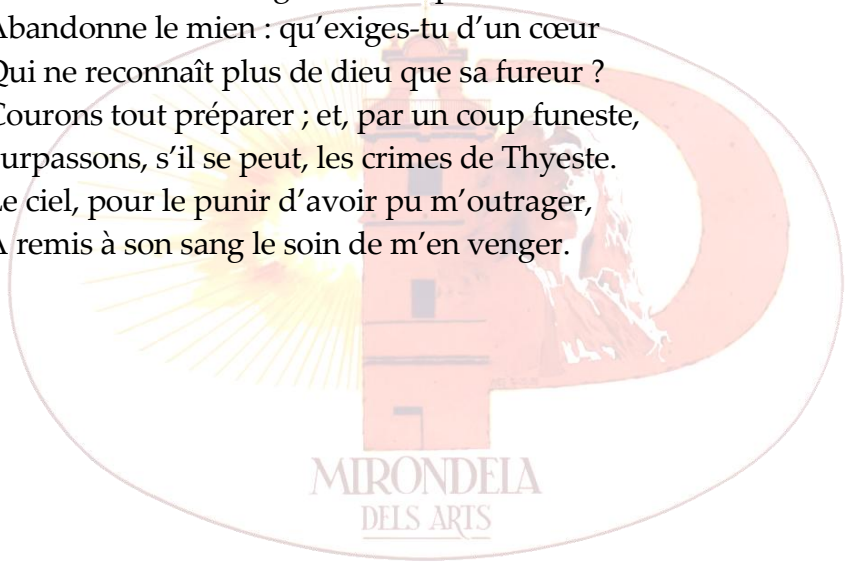 Abandonne le mien : qu’exiges-tu d’un cœur
Qui ne reconnaît plus de dieu que sa fureur ?
Courons tout préparer ; et, par un coup funeste,
urpassons, s’il se peut, les crimes de Thyeste.
Le ciel, pour le punir d’avoir pu m’outrager,
A remis à son sang le soin de m’en venger.
MIRONDELA
DELS ARTS